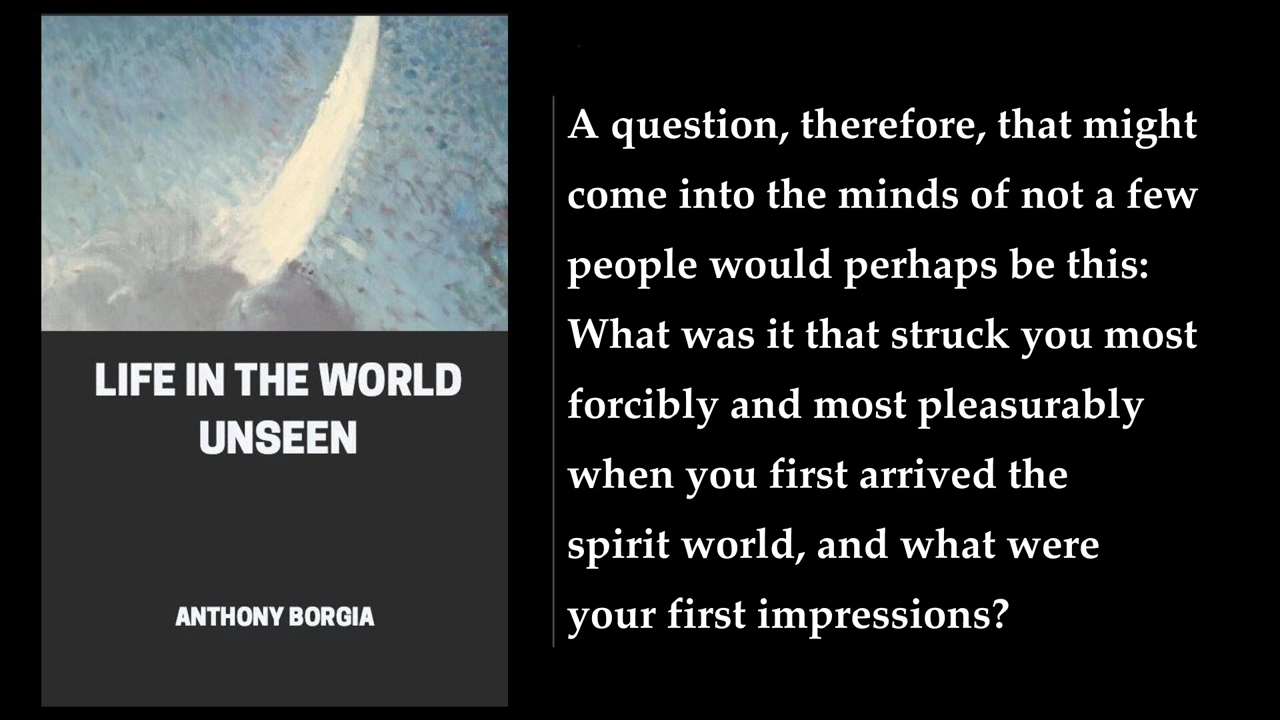 LIFE IN THE WORLD
UNSEEN
ANTHONY BORGIA
A question, therefore, that might
come into the minds of not a few
people would perhaps be this:
What was it that struck you most
forcibly and most pleasurably
when you first arrived the
spirit world, and what were
your first impressions?